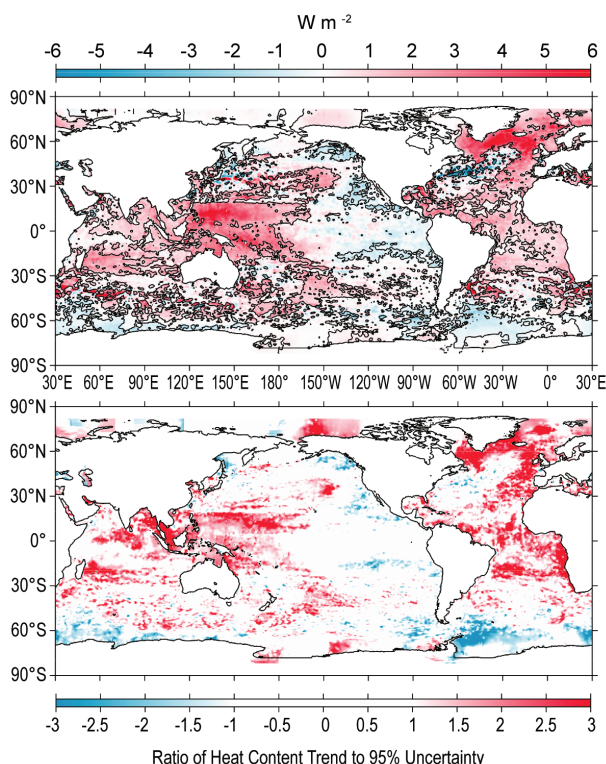 W m -2
-6 -5 -4 -3 -2 -1 0 1 2 3 4 5 6
90°N
60°N
30°N
0°
30°S
60°S
90°S
30°E 60°E 90°E 120°E 150°E 180° 150°W 120°W 90°W 60°W 30°W 0° 30°E
90°N
60°N
30°N
0°
30°S
60°S
90°S
-3 -2.5 -2 -1.5 -1 -0.5 0 0.5 1 1.5 2 2.5 3
Ratio of Heat Content Trend to 95% Uncertainty